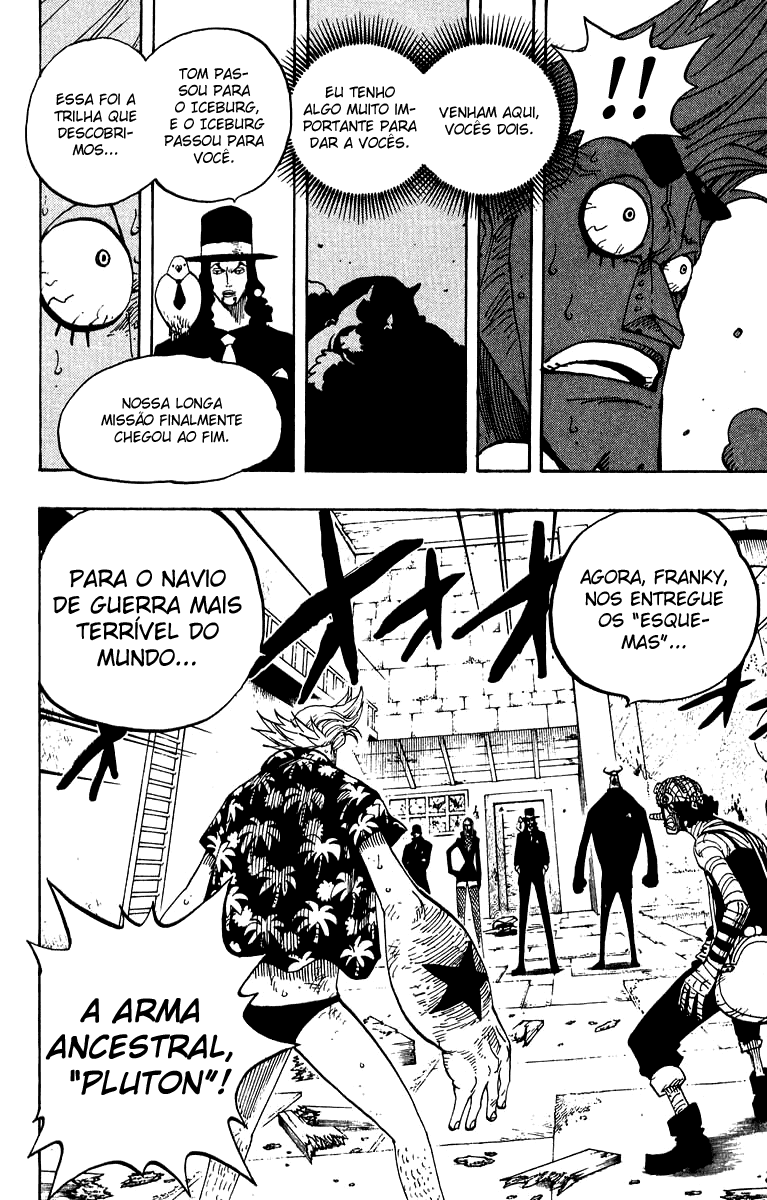 !!
VENHAM AQUI,
VOCÊS DOIS.
EU TENHO
ALGO MUITO IM-
PORTANTE PARA
DAR A VOCÊS.
TOM PAS-
SOU PARA
O ICEBURG,
E O ICEBURG
PASSOU PARA
VOCÊ.
ESSA FOI A
TRILHA QUE
DESCOBRI-
MOS...
NOSSA LONGA
MISSÃO FINALMENTE
CHEGOU AO FIM.
AGORA, FRANKY,
NOS ENTREGUE
OS "ESQUE-
MAS"...
PARA O NAVIO
DE GUERRA MAIS
TERRÍVEL DO
MUNDO...
A ARMA
ANCESTRAL,
"PLUTON"!